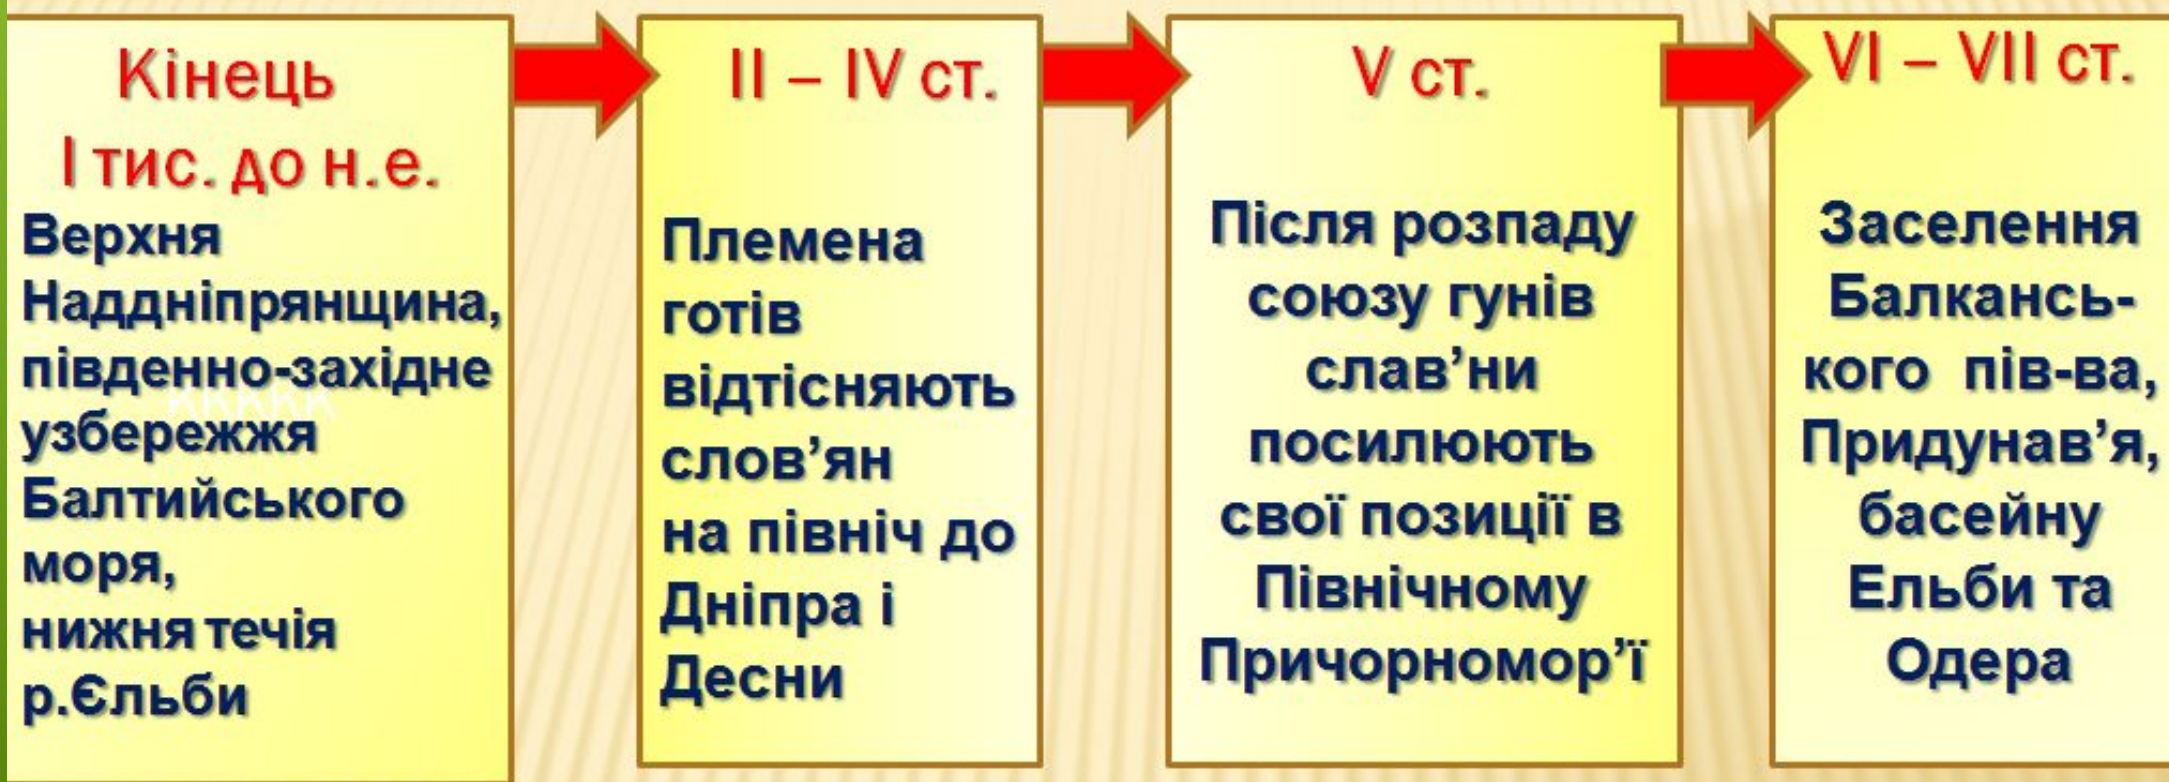 Кінець
І тис. до н.е.
Верхня
Наддніпрянщина,
південно-західне
узбережжя
Балтийського
моря,
нижня течія
р.Єльби
ІІ – ІV ст.
Племена
готів
відтісняють
слов’ян
на північ до
Дніпра і
Десни
V ст.
Після розпаду
союзу гунів
слав’ни
посилюють
свої позиції в
Північному
Причорномор’ї
VI – VII ст.
Заселення
Балкансь-
кого пів-ва,
Придунав’я,
басейну
Ельби та
Одера